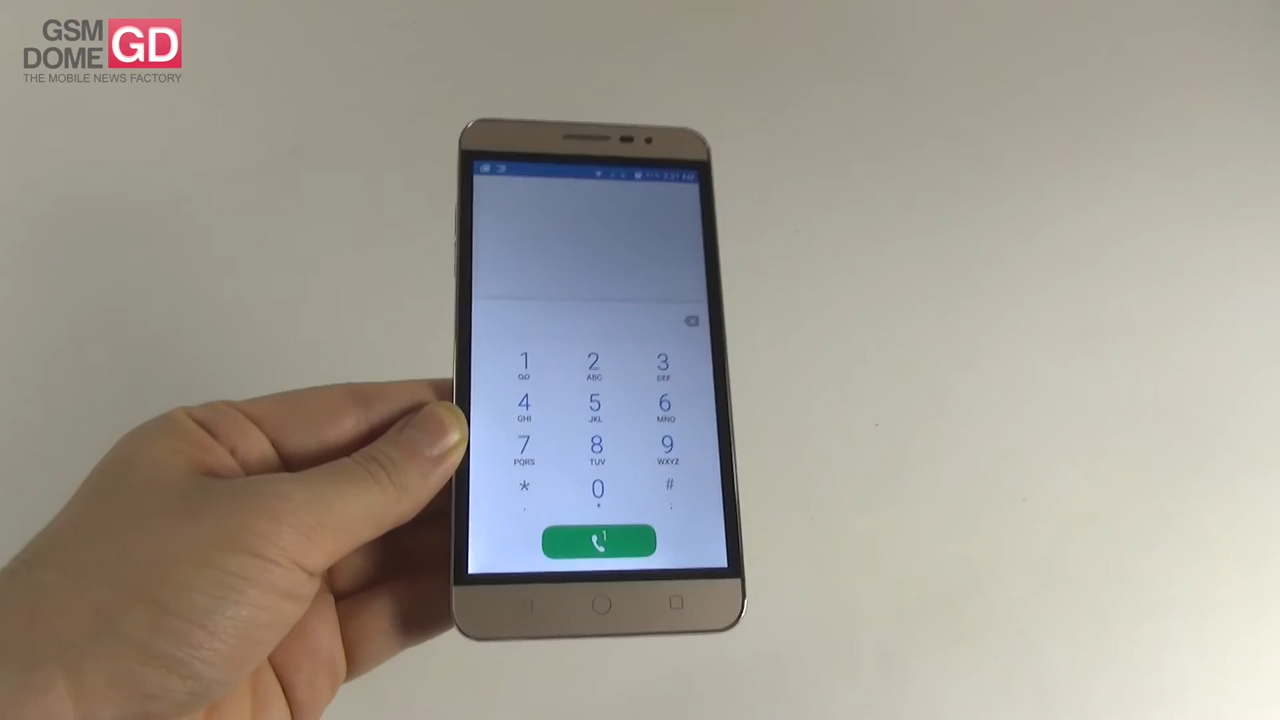 GSM
DOME GD
THE MOBILE NEWS FACTORY
1 2 3
ABC DEF
4 5 6
GHI JKL MNO
7 8 9
PQRS TUV WXYZ
* 0 #
1